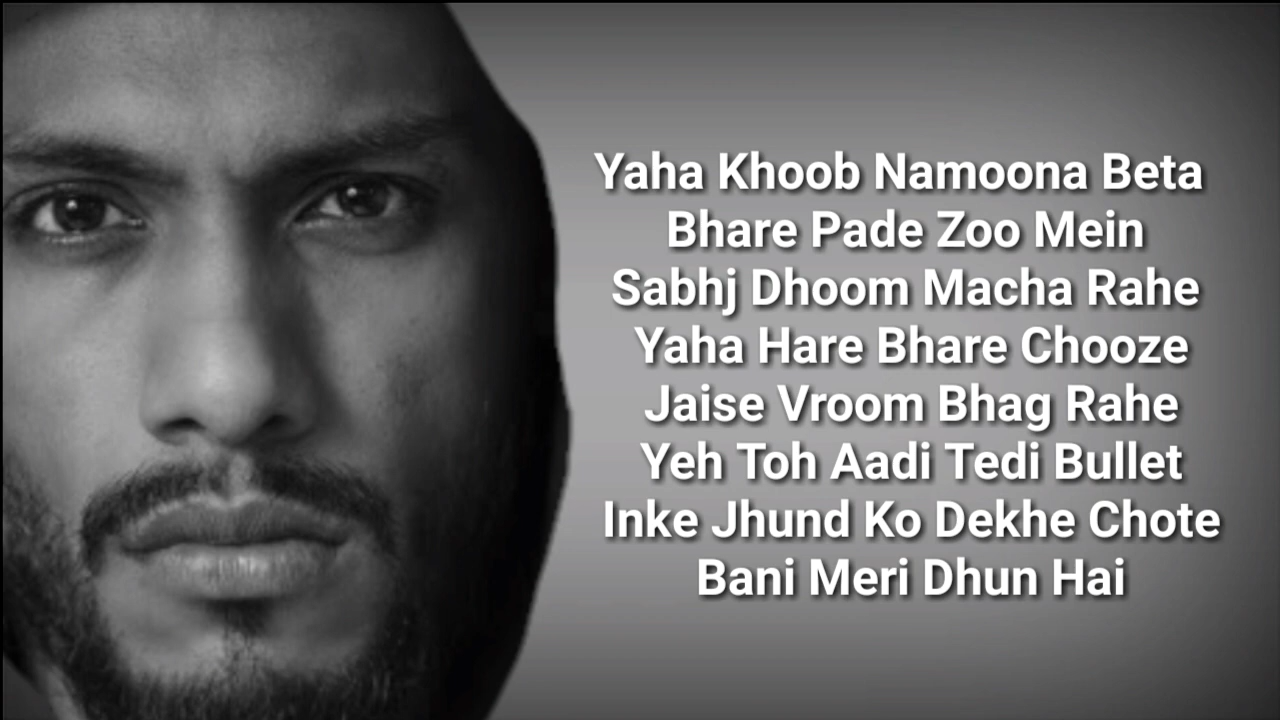 Yaha Khoob Namoona Beta
Bhare Pade Zoo Mein
Sabhj Dhoom Macha Rahe
Yaha Hare Bhare Chooze
Jaise Vroom Bhag Rahe
Yeh Toh Aadi Tedi Bullet
Inke Jhund Ko Dekhe Chote
Bani Meri Dhun Hai